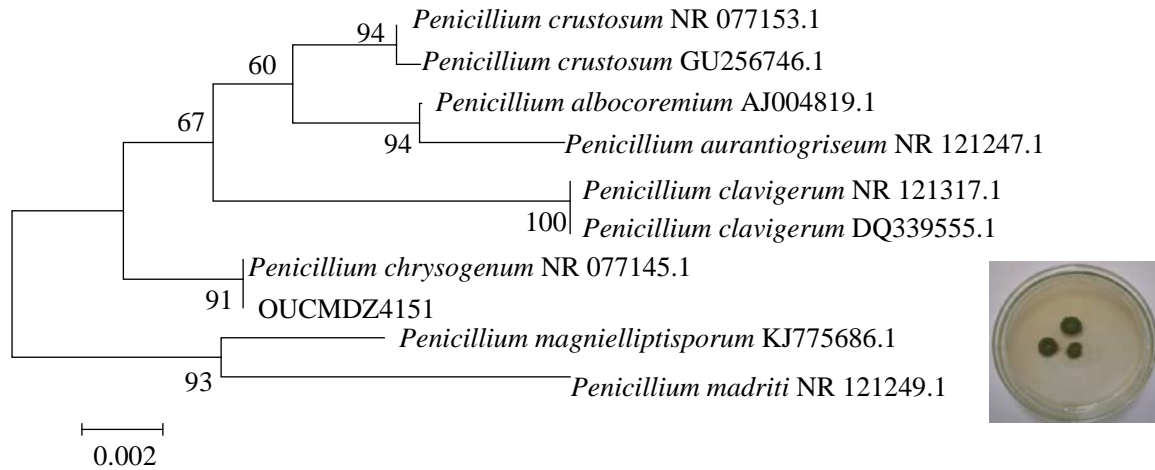 Penicillium crustosum NR 077153.1
94
Penicillium crustosum GU256746.1
60
Penicillium albocoremium AJ004819.1
67
94
Penicillium aurantiogriseum NR 121247.1
Penicillium clavigerum NR 121317.1
100
Penicillium clavigerum DQ339555.1
Penicillium chrysogenum NR 077145.1
91
OUCMDZ4151
Penicillium magnielliptisporum KJ775686.1
93
Penicillium madriti NR 121249.1
0.002